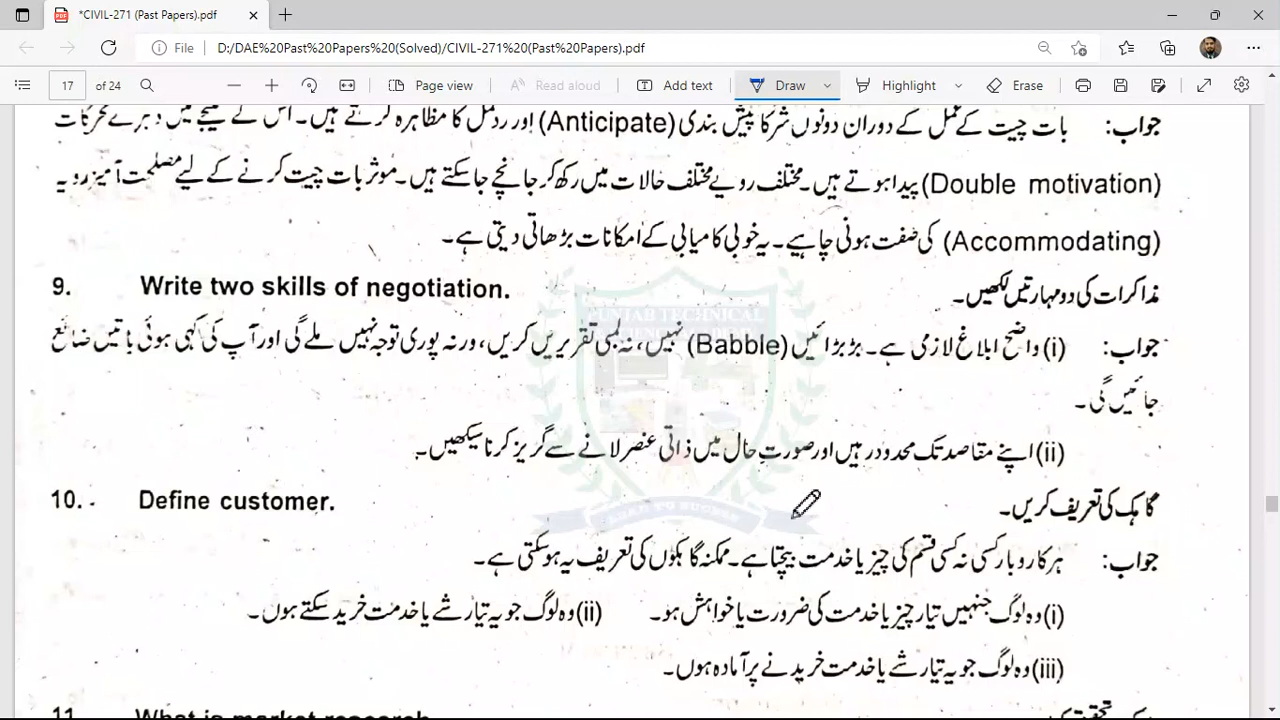 *CIVIL-271 (Past Papers).pdf
File D:/DAE%20Past%20Papers%20(Solved)/CIVIL-271%20(Past%20Papers).pdf
17 of 24 Page view Read aloud Add text Draw Highlight Erase
جواب: بات چیت کے عمل کے دوران دونوں شرکا پیش بندی (Anticipate) اور ردعمل کا مظاہرہ کرتے ہیں۔ اس کے نتیجے میں دہرے محرکات
(Double motivation) پیدا ہوتے ہیں۔ مختلف رویے مختلف حالات میں رکھ کر جانچے جا سکتے ہیں۔ موثر بات چیت کرنے کے لیے مصلحت آمیز رویہ
(Accommodating) کی صفت ہونی چاہیے۔ یہ خوبی کامیابی کے امکانات بڑھاتی دیتی ہے۔
9. Write two skills of negotiation. مذاکرات کی دو مہارتیں لکھیں۔
جواب: (i) واضح ابلاغ لازمی ہے۔ بڑبڑائیں (Babble) نہیں، نہ لمبی تقریریں کریں، ورنہ پوری توجہ نہیں ملے گی اور آپ کی کہی ہوئی باتیں ضائع
جائیں گی۔
(ii) اپنے مقاصد تک محدود رہیں اور صورتِ حال میں ذاتی عنصر لانے سے گریز کرنا سیکھیں۔
10. Define customer. گاہک کی تعریف کریں۔
جواب: ہر کاروبار کسی نہ کسی قسم کی چیز یا خدمت بیچتا ہے۔ ممکنہ گاہکوں کی تعریف یہ ہو سکتی ہے۔
(i) وہ لوگ جنہیں تیار چیز یا خدمت کی ضرورت یا خواہش ہو۔ (ii) وہ لوگ جو یہ تیار شے یا خدمت خرید سکتے ہوں۔
(iii) وہ لوگ جو یہ تیار شے یا خدمت خریدنے پر آمادہ ہوں۔
11. What is market research.